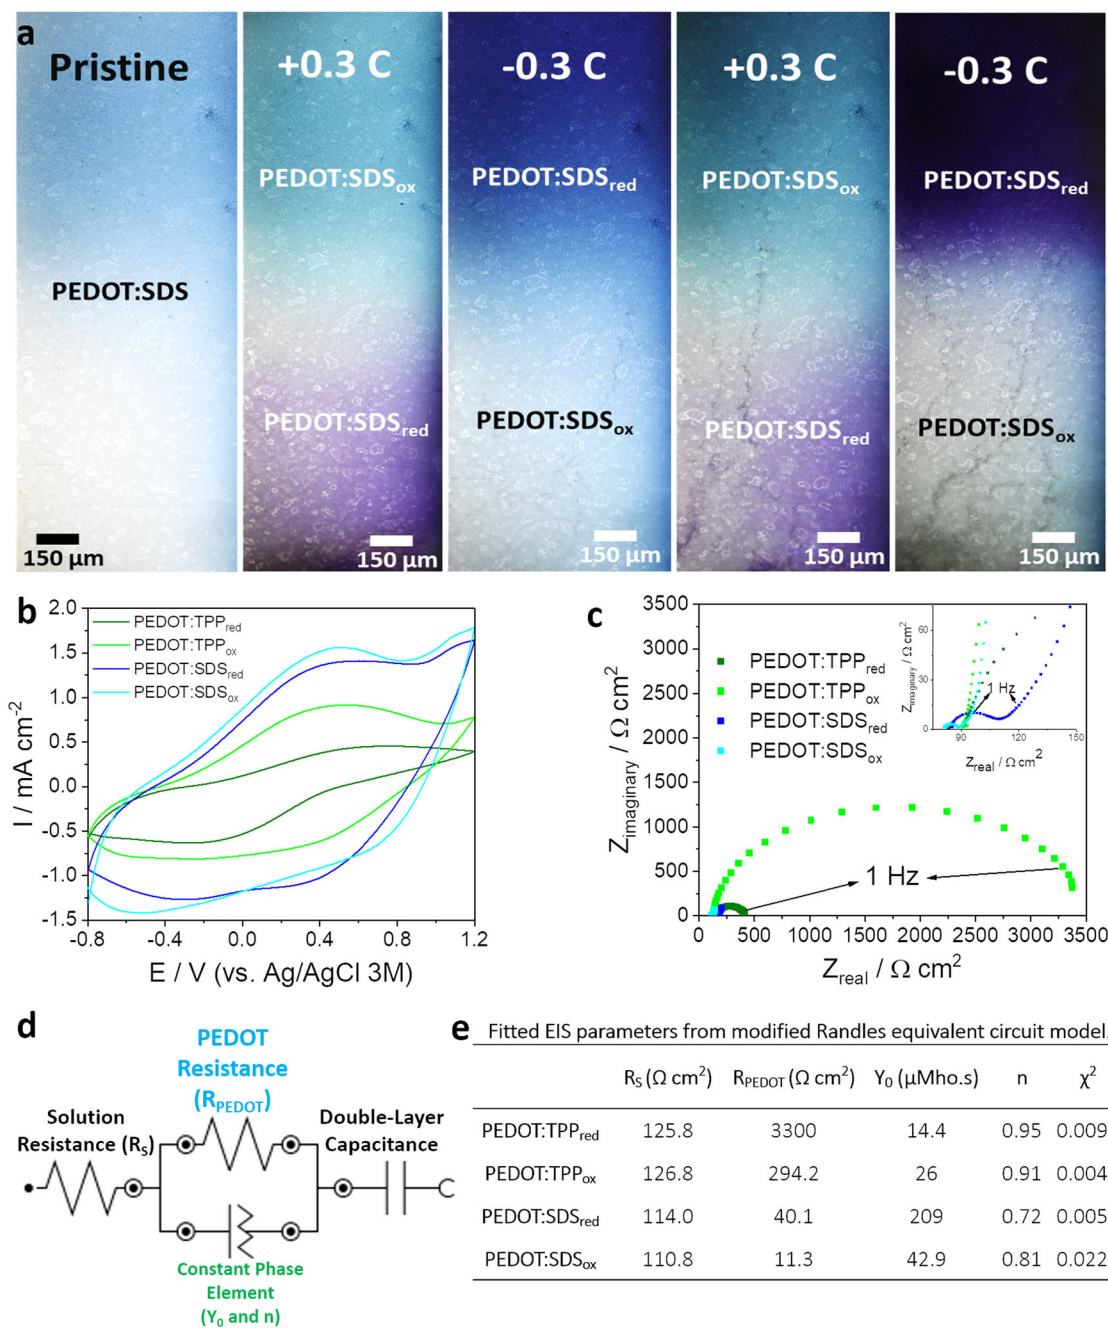 a
Pristine
+0.3 C
-0.3 C
+0.3 C
-0.3 C
PEDOT:SDSox
PEDOT:SDSred
PEDOT:SDSox
PEDOT:SDSred
PEDOT:SDS
PEDOT:SDSred
PEDOT:SDSox
PEDOT:SDSred
PEDOT:SDSox
150 µm
150 µm
150 µm
150 µm
150 µm
b
PEDOT:TPPred
PEDOT:TPPox
PEDOT:SDSred
PEDOT:SDSox
2.0
1.5
1.0
0.5
0.0
-0.5
-1.0
-1.5
I / mA cm-2
-0.8 -0.4 0.0 0.4 0.8 1.2
E / V (vs. Ag/AgCl 3M)
c
PEDOT:TPPred
PEDOT:TPPox
PEDOT:SDSred
PEDOT:SDSox
3500
3000
2500
2000
1750
1500
1250
1000
750
500
250
0
Zimaginary / Ω cm2
0 250 500 1000 1500 2000 2500 3000 3500
Zreal / Ω cm2
1 Hz
60
45
30
15
0
Zimaginary / Ω cm2
1 Hz
90 120 150
Zreal / Ω cm2
d
PEDOT
Resistance
(RPEDOT)
Solution
Resistance (RS)
Double-Layer
Capacitance
Constant Phase
Element
(Y0 and n)
e
Fitted EIS parameters from modified Randles equivalent circuit model.
RS (Ω cm2) RPEDOT (Ω cm2) Y0 (µMho.s) n χ2
PEDOT:TPPred 125.8 3300 14.4 0.95 0.009
PEDOT:TPPox 126.8 294.2 26 0.91 0.004
PEDOT:SDSred 114.0 40.1 209 0.72 0.005
PEDOT:SDSox 110.8 11.3 42.9 0.81 0.022